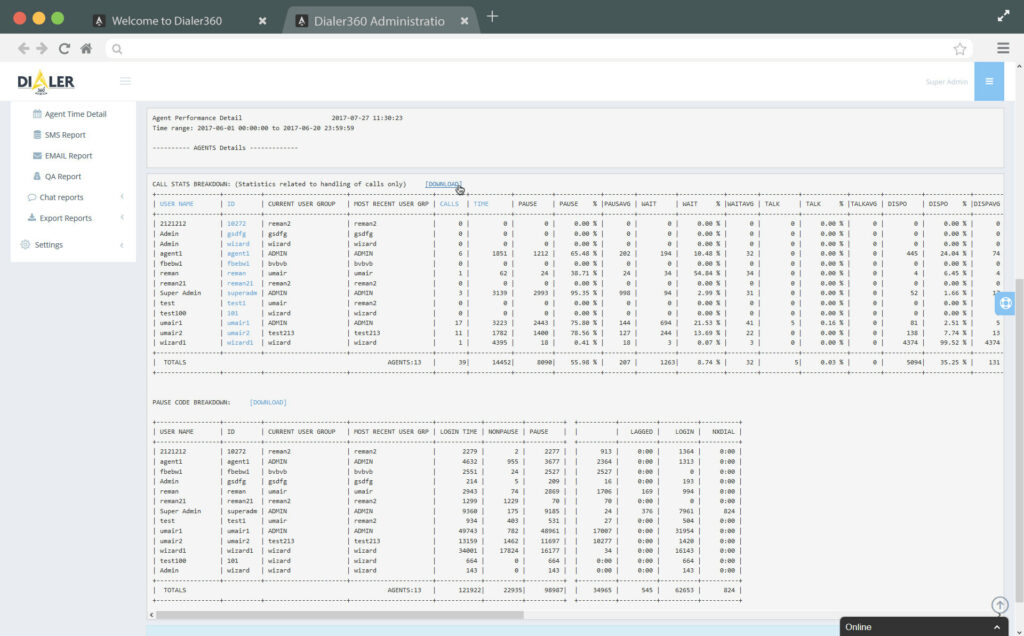 Welcome to Dialer360
Dialer360 Administratio
DIALER
360
Super Admin
Agent Time Detail
SMS Report
EMAIL Report
QA Report
Chat reports
Export Reports
Settings
Agent Performance Detail 2017-07-27 11:30:23
Time range: 2017-06-01 00:00:00 to 2017-06-20 23:59:59
---------- AGENTS Details -------------
CALL STATS BREAKDOWN: (Statistics related to handling of calls only) [DOWNLOAD]
| USER NAME | ID | CURRENT USER GROUP | MOST RECENT USER GRP | CALLS | TIME | PAUSE | PAUSE % |PAUSAVG | WAIT | WAIT % |WAITAVG | TALK | TALK % |TALKAVG | DISPO | DISPO % |DISPAVG
| 2121212 | 10272 | reman2 | reman2 | 0 | 0 | 0 | 0.00 % | 0 | 0 | 0.00 % | 0 | 0 | 0.00 % | 0 | 0 | 0.00 % | 0
| Admin | gsdfg | gsdfg | gsdfg | 0 | 0 | 0 | 0.00 % | 0 | 0 | 0.00 % | 0 | 0 | 0.00 % | 0 | 0 | 0.00 % | 0
| Admin | wizard | wizard | wizard | 0 | 0 | 0 | 0.00 % | 0 | 0 | 0.00 % | 0 | 0 | 0.00 % | 0 | 0 | 0.00 % | 0
| agent1 | agent1 | ADMIN | ADMIN | 6 | 1851 | 1212 | 65.48 % | 202 | 194 | 10.48 % | 32 | 0 | 0.00 % | 0 | 445 | 24.04 % | 74
| fbebw1 | fbebw1 | bvbvb | bvbvb | 0 | 0 | 0 | 0.00 % | 0 | 0 | 0.00 % | 0 | 0 | 0.00 % | 0 | 0 | 0.00 % | 0
| reman | reman | umair | umair | 1 | 62 | 24 | 38.71 % | 24 | 34 | 54.84 % | 34 | 0 | 0.00 % | 0 | 4 | 6.45 % | 4
| reman21 | reman21 | reman2 | reman2 | 0 | 0 | 0 | 0.00 % | 0 | 0 | 0.00 % | 0 | 0 | 0.00 % | 0 | 0 | 0.00 % | 0
| Super Admin | superadm | ADMIN | ADMIN | 3 | 3139 | 2993 | 95.35 % | 998 | 94 | 2.99 % | 31 | 0 | 0.00 % | 0 | 52 | 1.66 % |
| test | test1 | umair | reman2 | 0 | 0 | 0 | 0.00 % | 0 | 0 | 0.00 % | 0 | 0 | 0.00 % | 0 | 0 | 0.00 % |
| test100 | 101 | wizard | wizard | 0 | 0 | 0 | 0.00 % | 0 | 0 | 0.00 % | 0 | 0 | 0.00 % | 0 | 0 | 0.00 % |
| umair1 | umair1 | ADMIN | ADMIN | 17 | 3223 | 2443 | 75.80 % | 144 | 694 | 21.53 % | 41 | 5 | 0.16 % | 0 | 81 | 2.51 % | 5
| umair2 | umair2 | test213 | test213 | 11 | 1782 | 1400 | 78.56 % | 127 | 244 | 13.69 % | 22 | 0 | 0.00 % | 0 | 138 | 7.74 % | 13
| wizard1 | wizard1 | wizard | wizard | 1 | 4395 | 18 | 0.41 % | 18 | 3 | 0.07 % | 3 | 0 | 0.00 % | 0 | 4374 | 99.52 % | 4374
| TOTALS AGENTS:13 | 39| 14452| 8090| 55.98 % | 207 | 1263| 8.74 % | 32 | 5| 0.03 % | 0 | 5094| 35.25 % | 131
PAUSE CODE BREAKDOWN: [DOWNLOAD]
| USER NAME | ID | CURRENT USER GROUP | MOST RECENT USER GRP | LOGIN TIME | NONPAUSE | PAUSE | | | LAGGED | LOGIN | NXDIAL |
| 2121212 | 10272 | reman2 | reman2 | 2279 | 2 | 2277 | | 913 | 0:00 | 1364 | 0:00 |
| agent1 | agent1 | ADMIN | ADMIN | 4632 | 955 | 3677 | | 2364 | 0:00 | 1313 | 0:00 |
| fbebw1 | fbebw1 | bvbvb | bvbvb | 2551 | 24 | 2527 | | 2527 | 0:00 | 0 | 0:00 |
| Admin | gsdfg | gsdfg | gsdfg | 214 | 5 | 209 | | 16 | 0:00 | 193 | 0:00 |
| reman | reman | umair | umair | 2943 | 74 | 2869 | | 1706 | 169 | 994 | 0:00 |
| reman21 | reman21 | reman2 | reman2 | 1299 | 1229 | 70 | | 70 | 0:00 | 0 | 0:00 |
| Super Admin | superadm | ADMIN | ADMIN | 9360 | 175 | 9185 | | 24 | 376 | 7961 | 824 |
| test | test1 | umair | reman2 | 934 | 403 | 531 | | 27 | 0:00 | 504 | 0:00 |
| umair1 | umair1 | ADMIN | ADMIN | 49743 | 782 | 48961 | | 17007 | 0:00 | 31954 | 0:00 |
| umair2 | umair2 | test213 | test213 | 13159 | 1462 | 11697 | | 10277 | 0:00 | 1420 | 0:00 |
| wizard1 | wizard1 | wizard | wizard | 34001 | 17824 | 16177 | | 34 | 0:00 | 16143 | 0:00 |
| test100 | 101 | wizard | wizard | 664 | 0 | 664 | | 0:00 | 0:00 | 664 | 0:00 |
| Admin | wizard | wizard | wizard | 143 | 0 | 143 | | 0:00 | 0:00 | 143 | 0:00 |
| TOTALS AGENTS:13 | 121922| 22935| 98987| | 34965 | 545 | 62653 | 824 |
Online